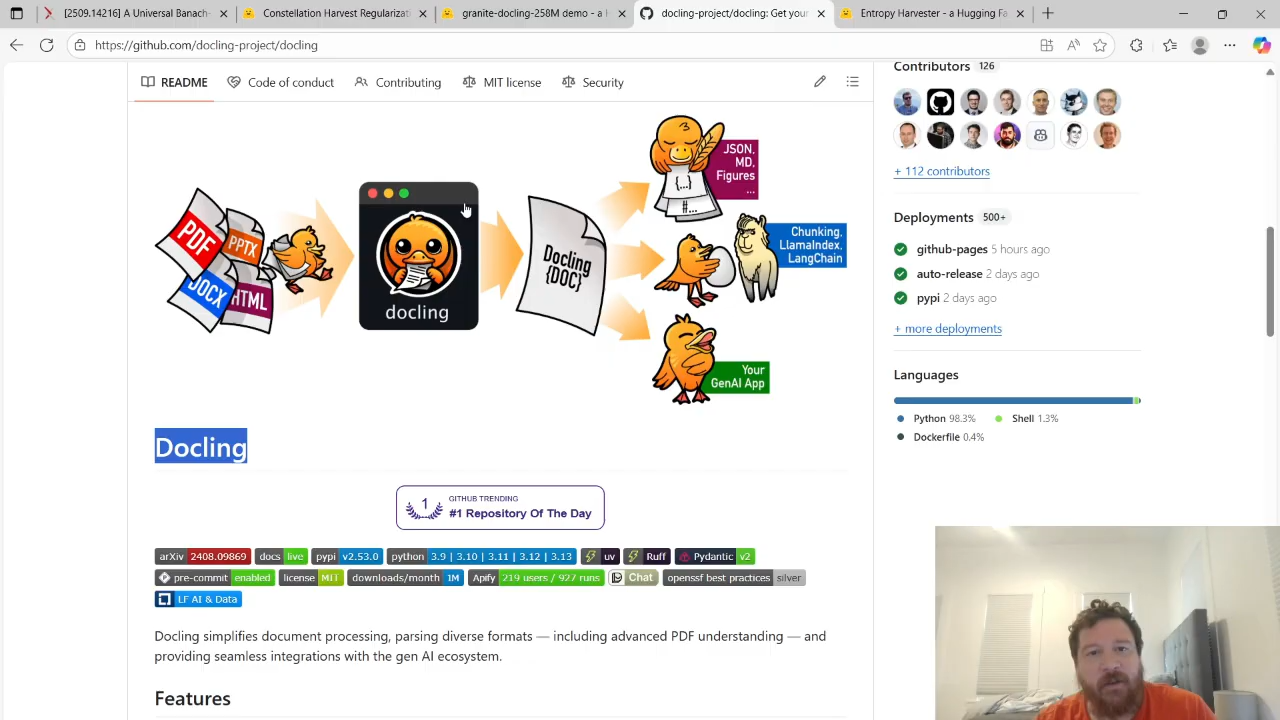 [2509.14216] A Universal Banach-
Constellation Harvest Regularizati
granite-docling-258M demo - a H
docling-project/docling: Get your
Entropy Harvester - a Hugging Fa
https://github.com/docling-project/docling
README
Code of conduct
Contributing
MIT license
Security
Contributors 126
+ 112 contributors
Deployments 500+
github-pages 5 hours ago
auto-release 2 days ago
pypi 2 days ago
+ more deployments
Languages
Python 98.3% Shell 1.3%
Dockerfile 0.4%
PDF
PPTX
DOCX
HTML
docling
Docling
{DOC}
JSON,
MD,
Figures
...
{...}
#...
Chunking,
LlamaIndex,
LangChain
Your
GenAI App
Docling
1
GITHUB TRENDING
#1 Repository Of The Day
arXiv 2408.09869 docs live pypi v2.53.0 python 3.9 | 3.10 | 3.11 | 3.12 | 3.13 uv Ruff Pydantic v2
pre-commit enabled license MIT downloads/month 1M Apify 219 users / 927 runs Chat openssf best practices silver
LF AI & Data
Docling simplifies document processing, parsing diverse formats — including advanced PDF understanding — and
providing seamless integrations with the gen AI ecosystem.
Features